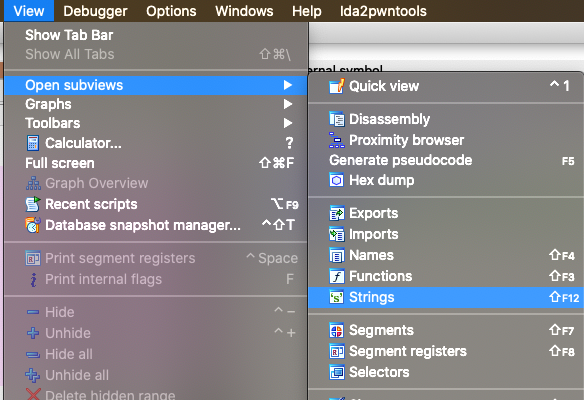 View Debugger Options Windows Help Ida2pwntools
Show Tab Bar
Show All Tabs ⇧⌘\
Open subviews ▶
Graphs ▶
Toolbars ▶
Calculator... ?
Full screen ⇧⌘F
Graph Overview
Recent scripts ⌥F9
Database snapshot manager... ^⇧T
Print segment registers ^Space
Print internal flags F
Hide ^−
Unhide ^+
Hide all
Unhide all
Delete hidden range
symbol
Quick view ^1
Disassembly
Proximity browser
Generate pseudocode F5
Hex dump
Exports
Imports
Names ⇧F4
Functions ⇧F3
Strings ⇧F12
Segments ⇧F7
Segment registers ⇧F8
Selectors